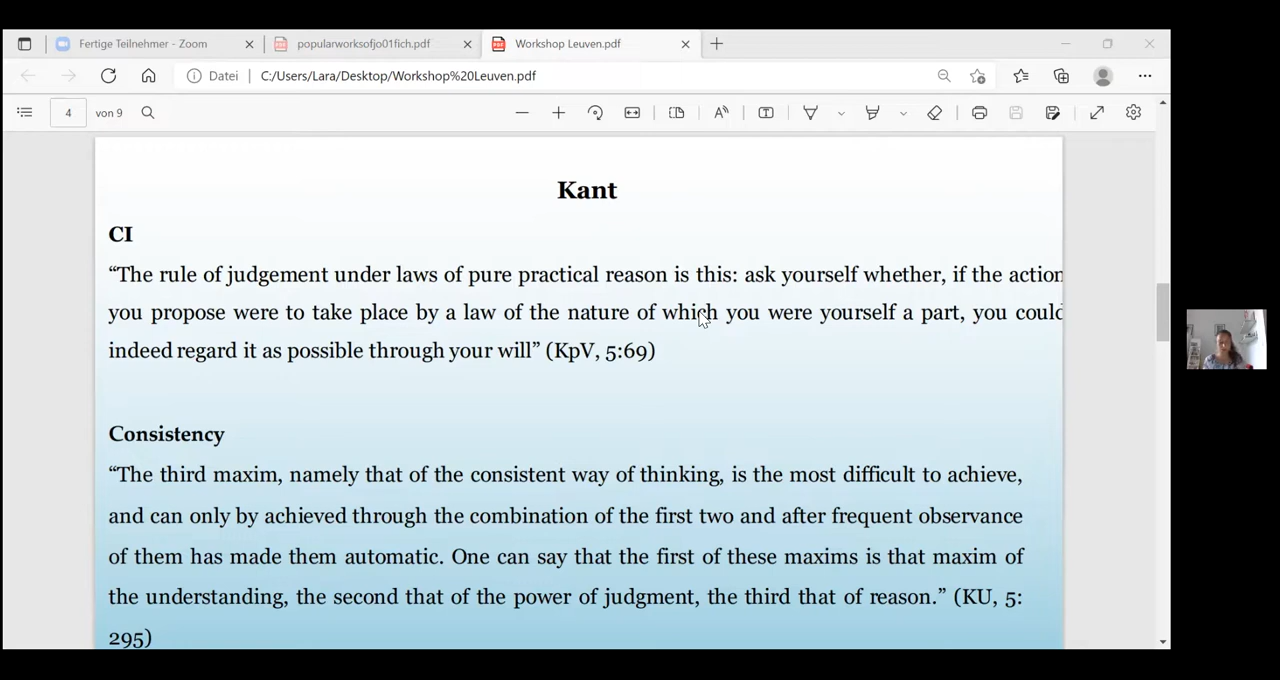 Fertige Teilnehmer - Zoom
popularworksofjo01fich.pdf
Workshop Leuven.pdf
Datei
C:/Users/Lara/Desktop/Workshop%20Leuven.pdf
4 von 9
Kant
CI
“The rule of judgement under laws of pure practical reason is this: ask yourself whether, if the action
you propose were to take place by a law of the nature of which you were yourself a part, you could
indeed regard it as possible through your will” (KpV, 5:69)
Consistency
“The third maxim, namely that of the consistent way of thinking, is the most difficult to achieve,
and can only by achieved through the combination of the first two and after frequent observance
of them has made them automatic. One can say that the first of these maxims is that maxim of
the understanding, the second that of the power of judgment, the third that of reason.” (KU, 5:
295)